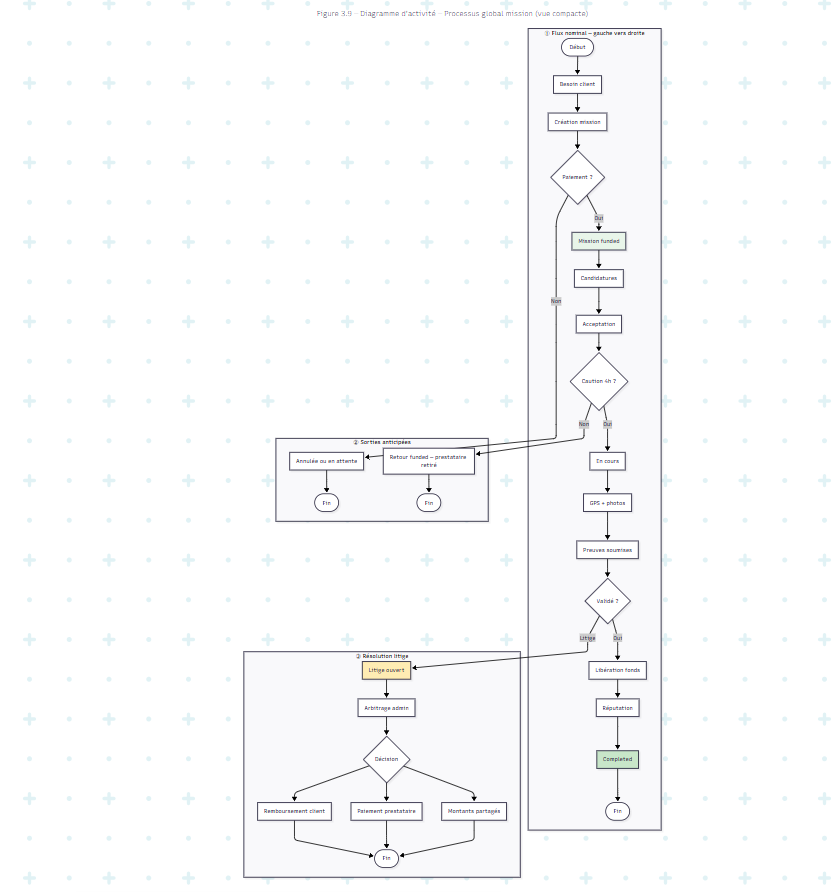 Figure 3.9 – Diagramme d'activité – Processus global mission (vue compacte)
① Flux nominal – gauche vers droite
Début
Besoin client
Création mission
Paiement ?
Oui
Mission funded
Candidatures
Non
Acceptation
Caution 4h ?
Non
Oui
② Sorties anticipées
Annulée ou en attente
Retour funded – prestataire
retiré
En cours
Fin
Fin
GPS + photos
Preuves soumises
Validé ?
Litige
Oui
③ Résolution litige
Litige ouvert
Libération fonds
Arbitrage admin
Réputation
Décision
Completed
Remboursement client
Paiement prestataire
Montants partagés
Fin
Fin